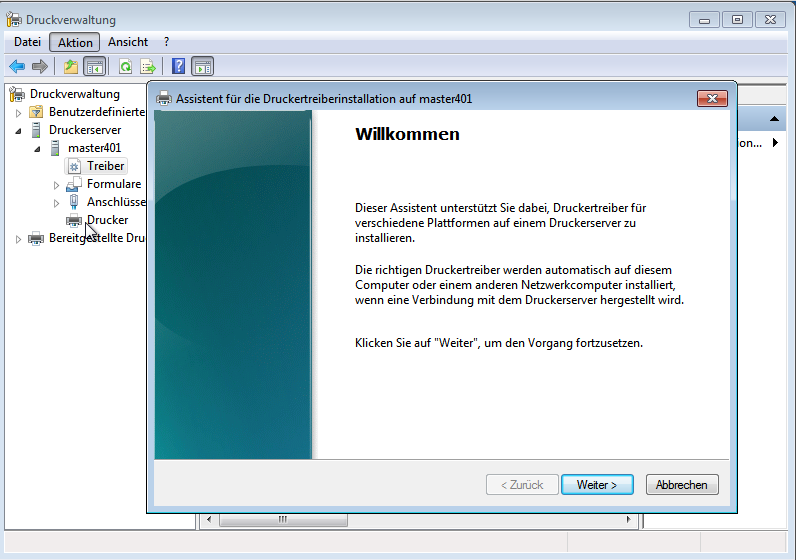 Druckverwaltung
Datei Aktion Ansicht ?
Druckverwaltung
Benutzerdefinierte
Druckerserver
master401
Treiber
Formulare
Anschlüsse
Drucker
Bereitgestellte Dru
Assistent für die Druckertreiberinstallation auf master401
Willkommen
Dieser Assistent unterstützt Sie dabei, Druckertreiber für
verschiedene Plattformen auf einem Druckerserver zu
installieren.
Die richtigen Druckertreiber werden automatisch auf diesem
Computer oder einem anderen Netzwerkcomputer installiert,
wenn eine Verbindung mit dem Druckerserver hergestellt wird.
Klicken Sie auf "Weiter", um den Vorgang fortzusetzen.
< Zurück Weiter > Abbrechen
on...